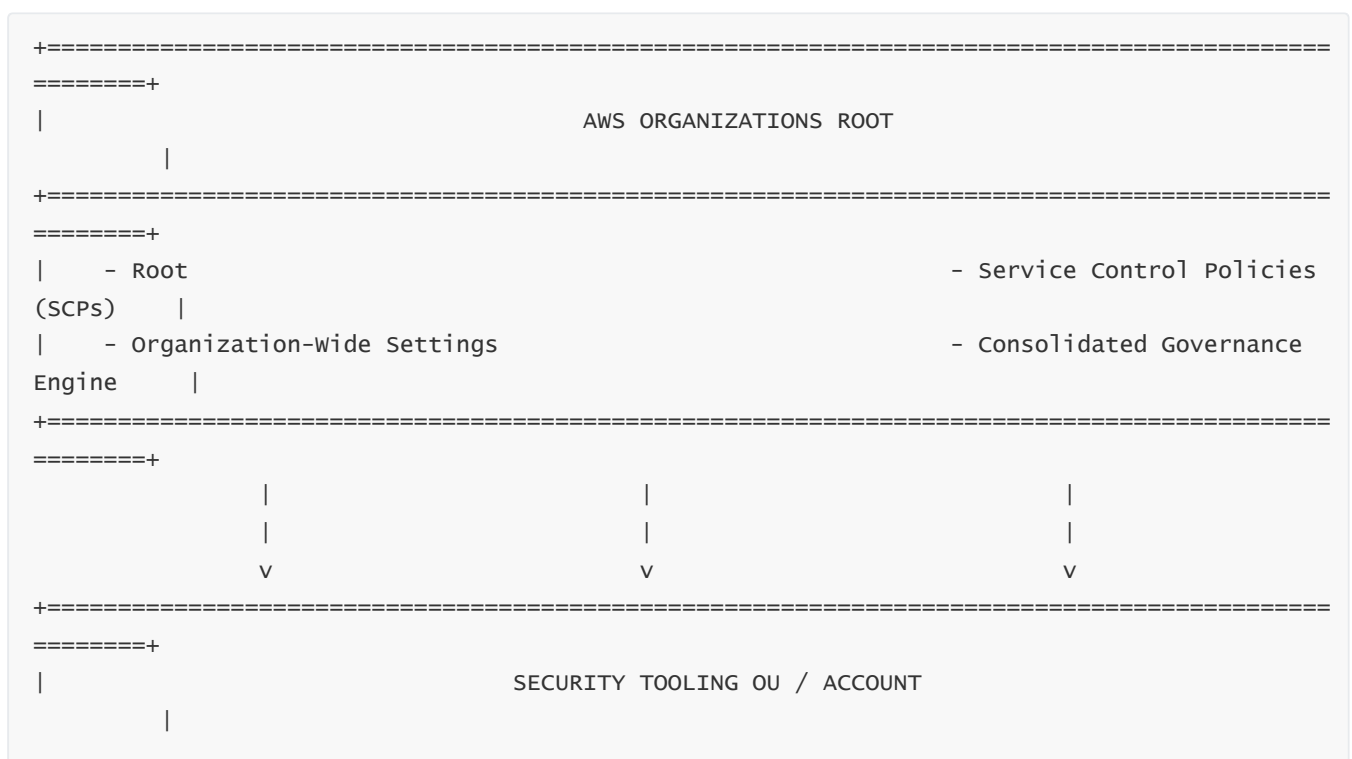 +===========================================================================================
========+
|                                       AWS ORGANIZATIONS ROOT
         |
+===========================================================================================
========+
|    - Root                                                      - Service Control Policies
(SCPs)    |
|    - Organization-Wide Settings                                - Consolidated Governance
Engine     |
+===========================================================================================
========+
                |                          |                             |
                |                          |                             |
                v                          v                             v
+===========================================================================================
========+
|                                  SECURITY TOOLING OU / ACCOUNT
         |